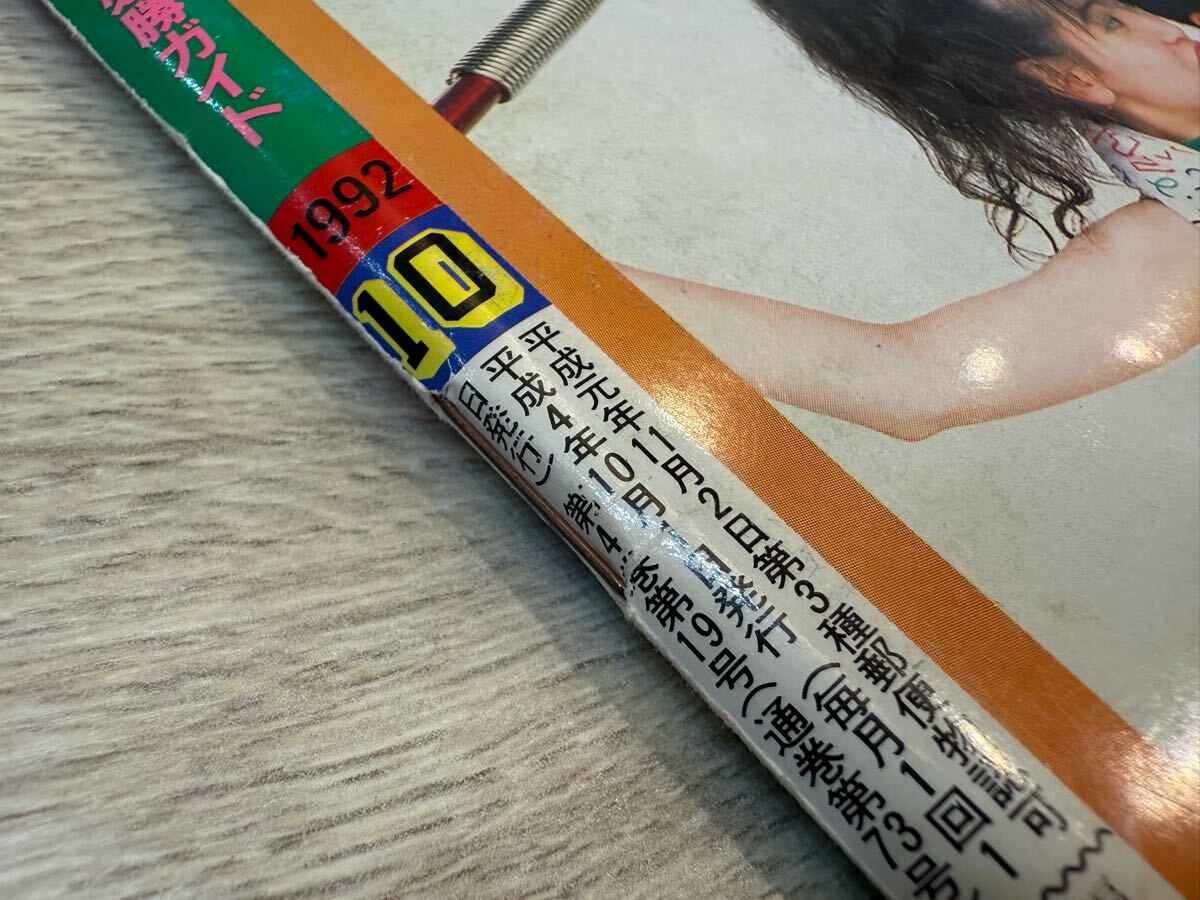 勝ガイド
1992
10
平成元年11月2日第3種郵便物認可
平成4年10月1日発行(毎月1回1
日発行) 第4巻第19号(通巻第73号